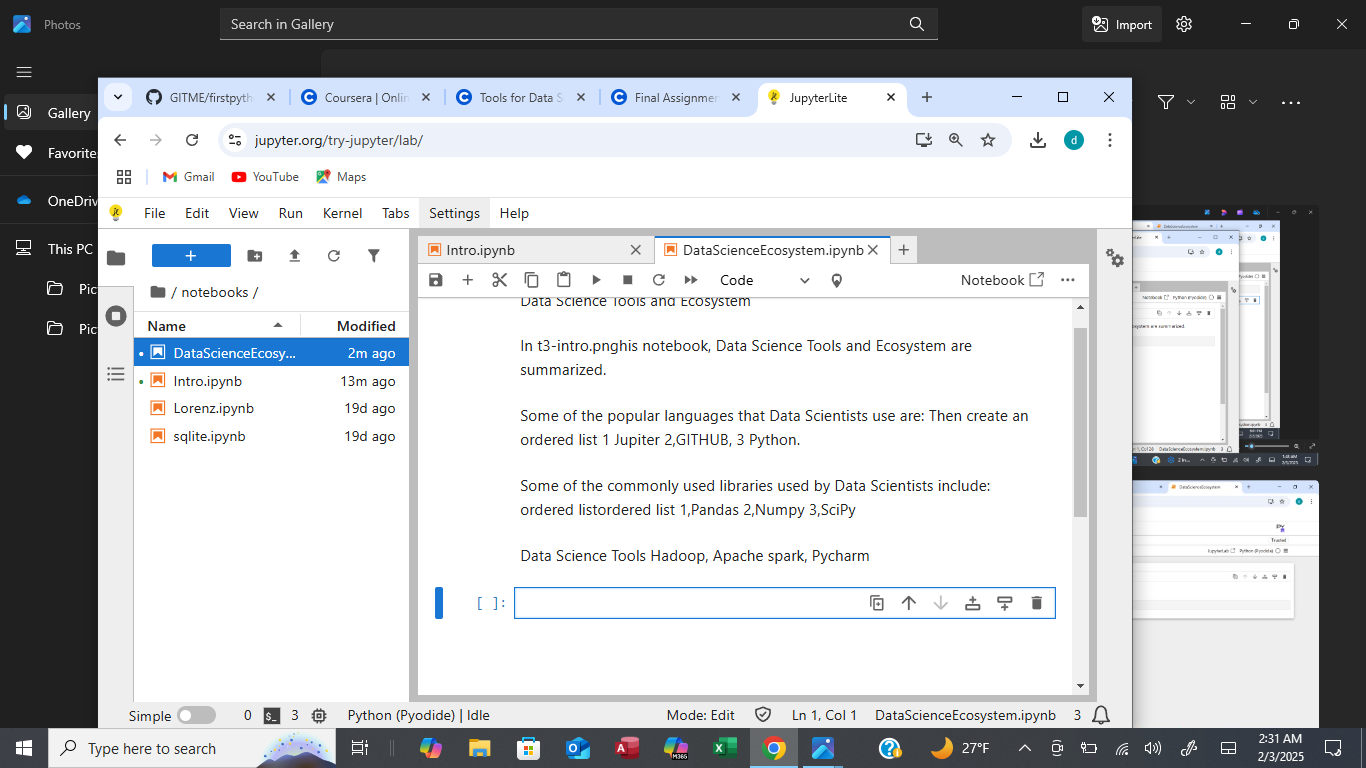 Photos
Search in Gallery
Import
Gallery
Favorite
OneDriv
This PC
Pic
Pic
GITME/firstpyth
Coursera | Onlin
Tools for Data S
Final Assignmer
JupyterLite
jupyter.org/try-jupyter/lab/
d
Gmail
YouTube
Maps
File Edit View Run Kernel Tabs Settings Help
/ notebooks /
Name Modified
DataScienceEcosy... 2m ago
Intro.ipynb 13m ago
Lorenz.ipynb 19d ago
sqlite.ipynb 19d ago
Intro.ipynb
DataScienceEcosystem.ipynb
Code
Notebook
Data Science Tools and Ecosystem
In t3-intro.pnghis notebook, Data Science Tools and Ecosystem are
summarized.
Some of the popular languages that Data Scientists use are: Then create an
ordered list 1 Jupiter 2,GITHUB, 3 Python.
Some of the commonly used libraries used by Data Scientists include:
ordered listordered list 1,Pandas 2,Numpy 3,SciPy
Data Science Tools Hadoop, Apache spark, Pycharm
[ ]:
Simple 0 3 Python (Pyodide) | Idle Mode: Edit Ln 1, Col 1 DataScienceEcosystem.ipynb 3
Type here to search
M365
27°F
2:31 AM
2/3/2025